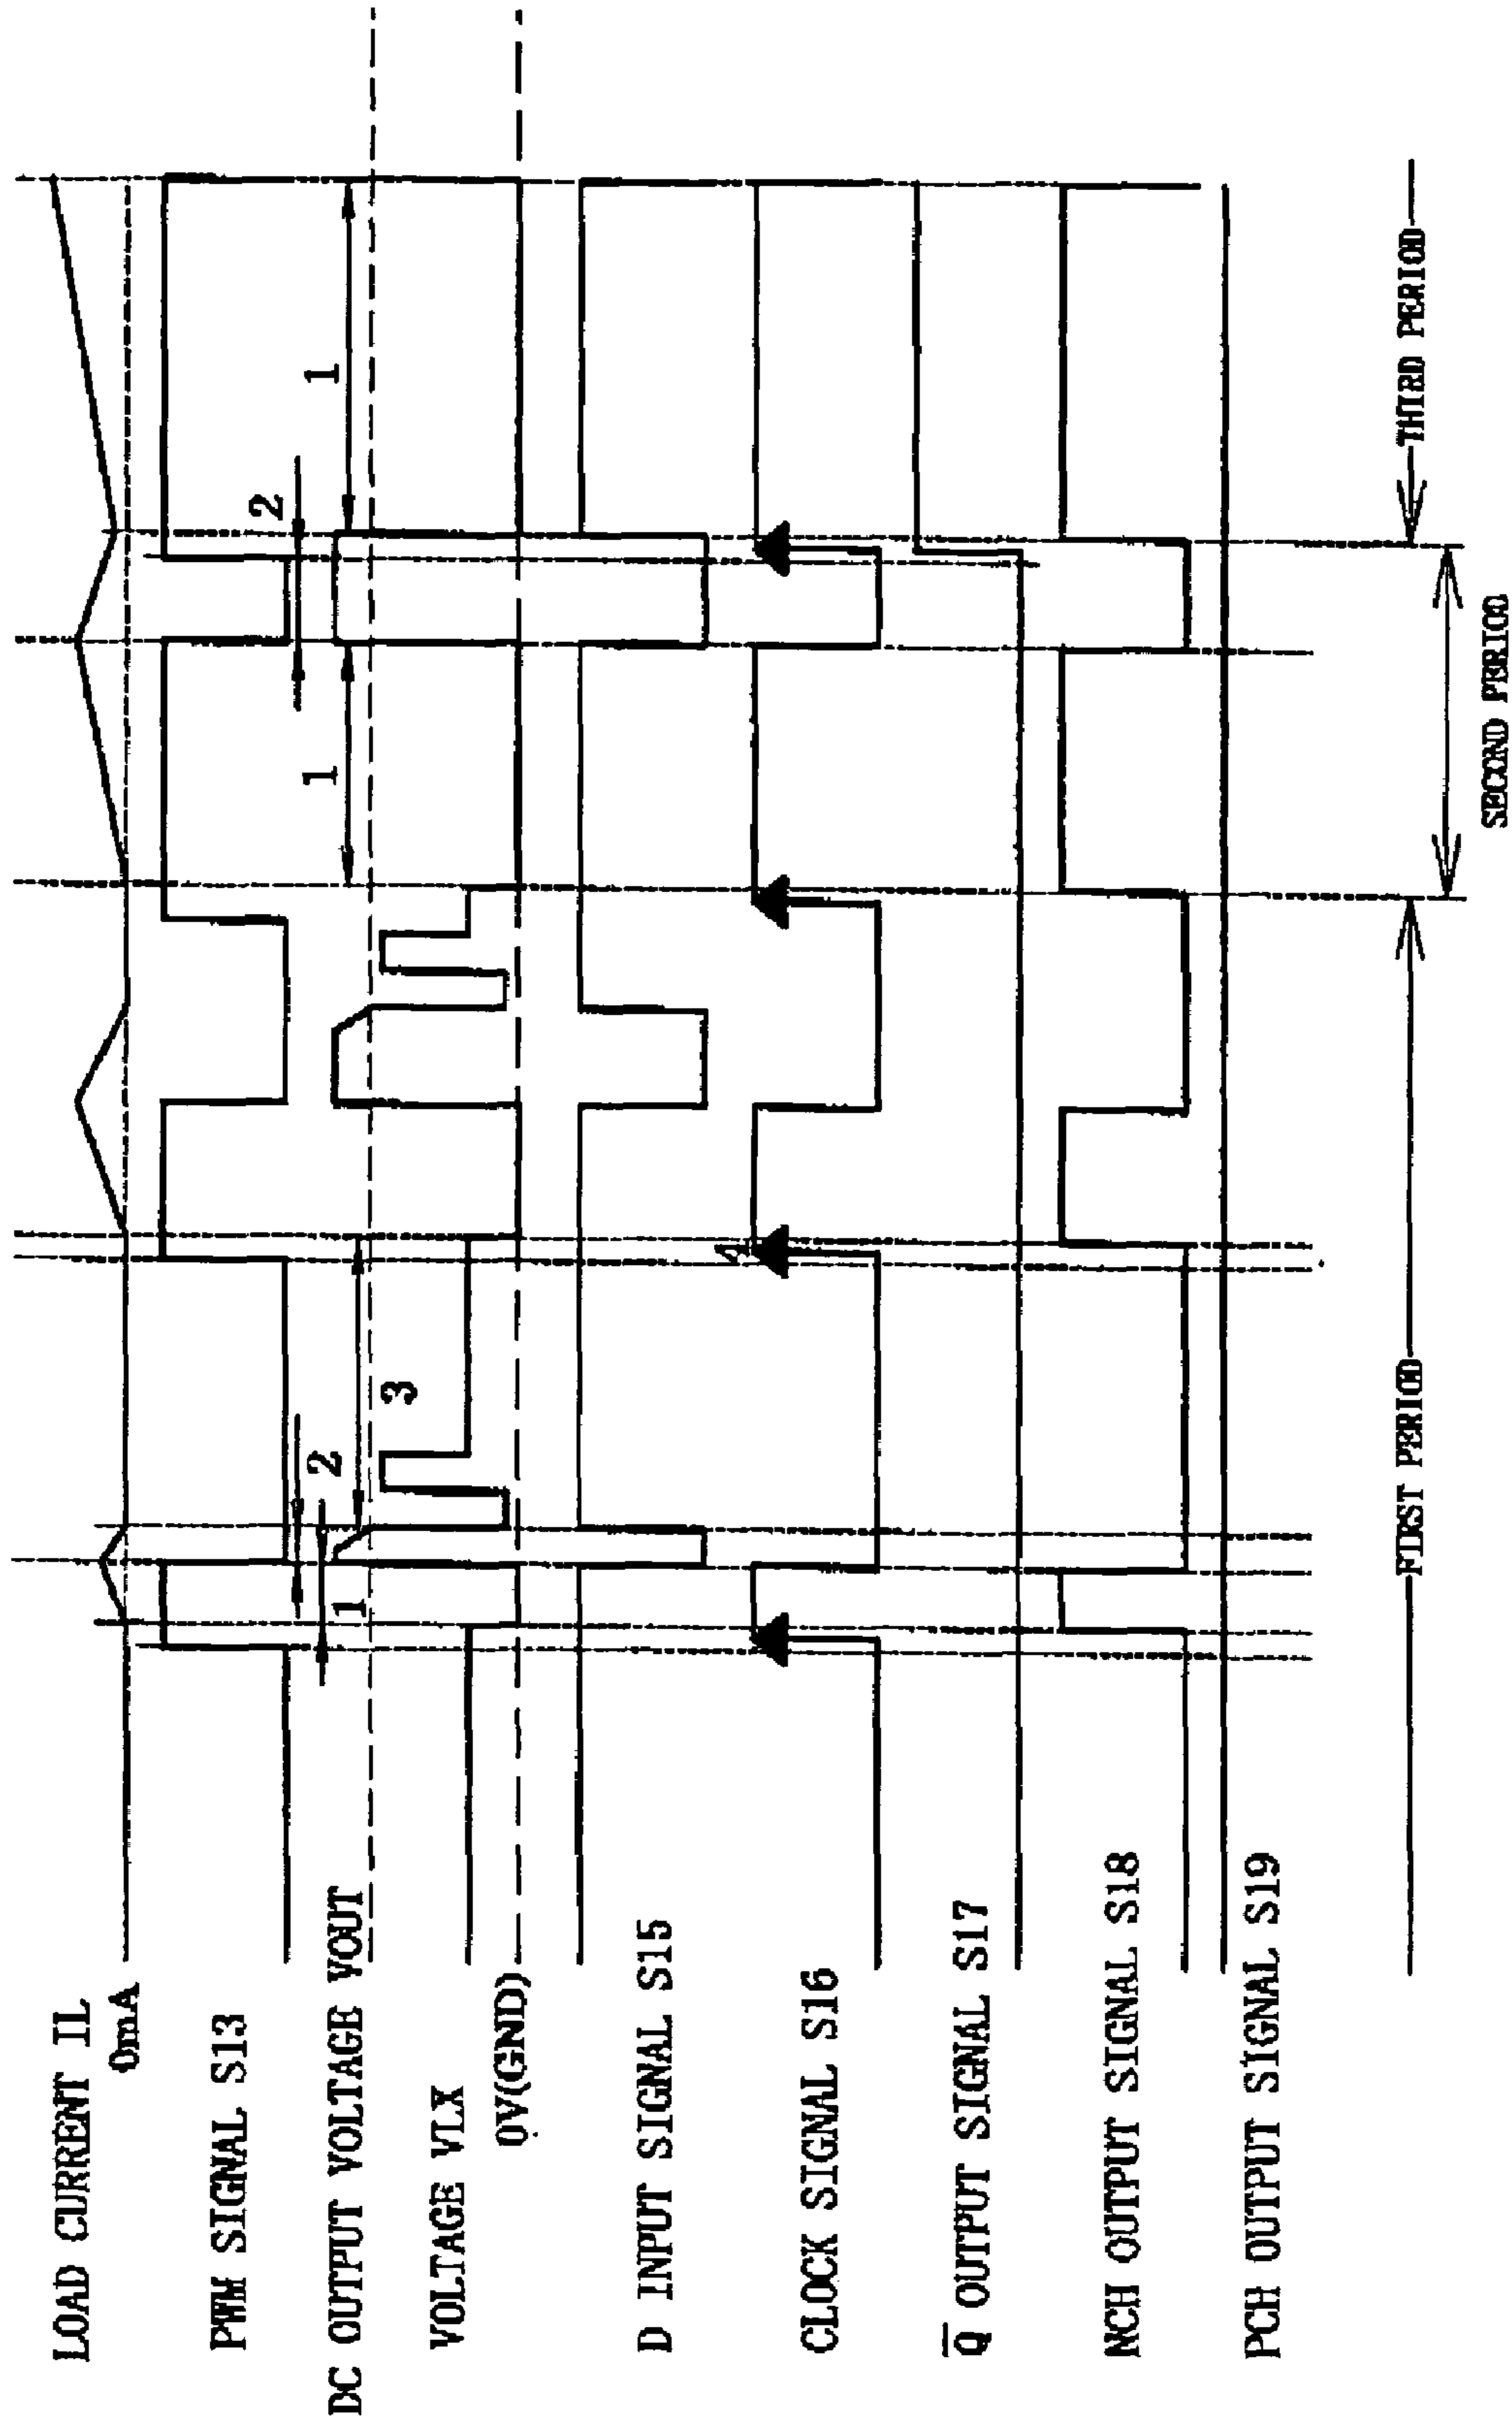 LOAD CURRENT IL
0mA
PWM SIGNAL S13
2
2
DC OUTPUT VOLTAGE VOUT
1
3
1
1
VOLTAGE VLX
0V(GND)
D INPUT SIGNAL S15
4
CLOCK SIGNAL S16
Q̅ OUTPUT SIGNAL S17
NCH OUTPUT SIGNAL S18
PCH OUTPUT SIGNAL S19
FIRST PERIOD
THIRD PERIOD
SECOND PERIOD